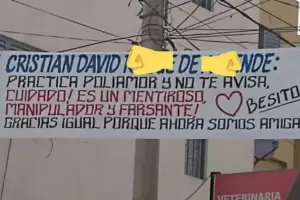 CRISTIAN DAVID E DE NDE:
PRACTICA POLIAMOR Y NO TE AVISA,
CUIDADO! ES UN MENTIROSO,
MANIPULADOR Y FARSANTE! BESITO
GRACIAS IGUAL PORQUE AHORA SOMOS AMIGA
VETERINARIA